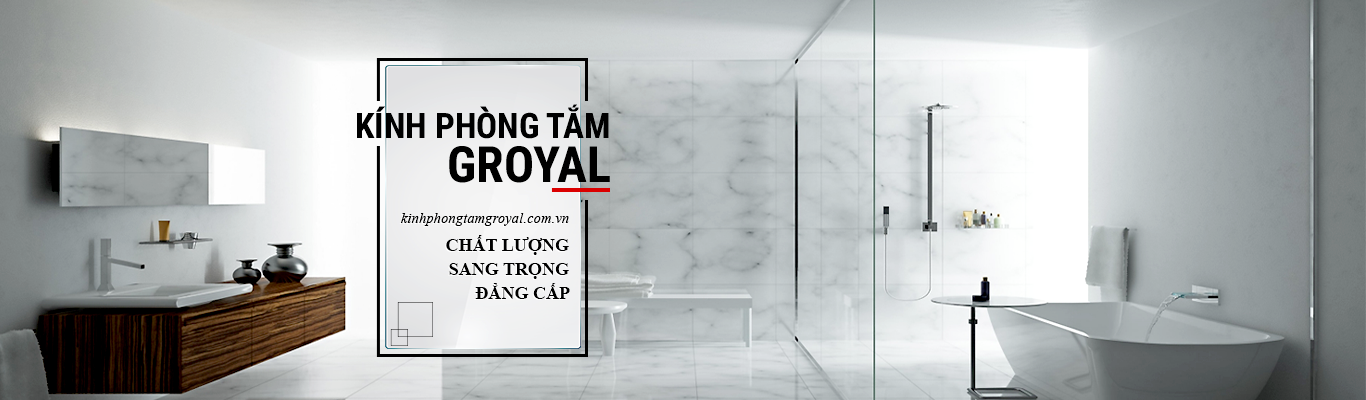 KÍNH PHÒNG TẮM
GROYAL
kinhphongtamgroyal.com.vn
CHẤT LƯỢNG
SANG TRỌNG
ĐẲNG CẤP